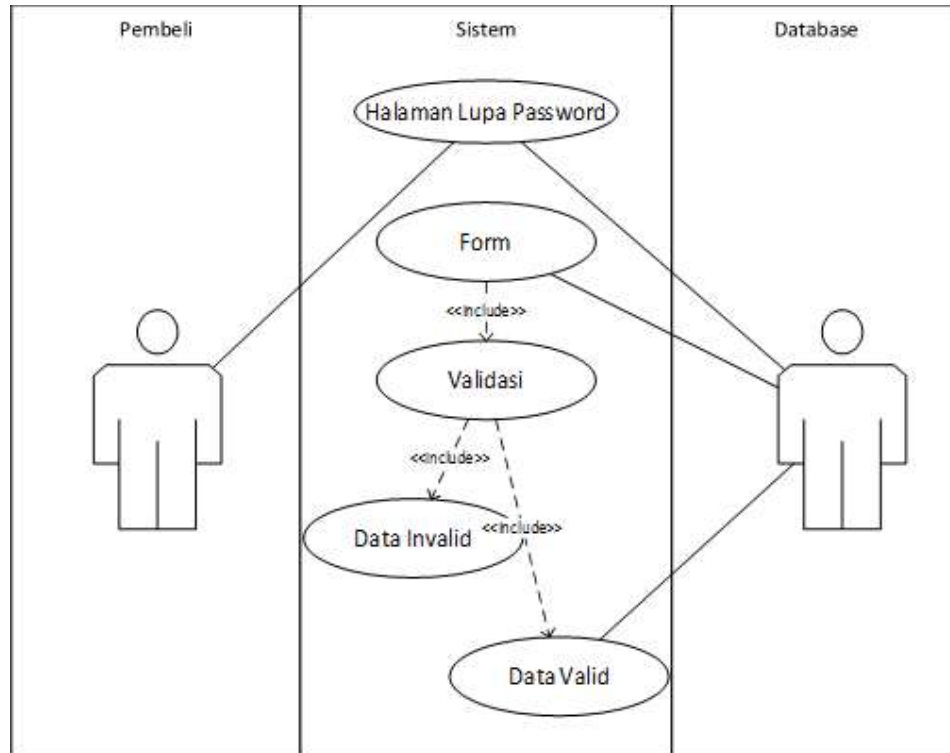 Pembeli
Sistem
Database
Halaman Lupa Password
Form
<<Include>>
Validasi
<<Include>>
Data Invalid
<<Include>>
Data Valid